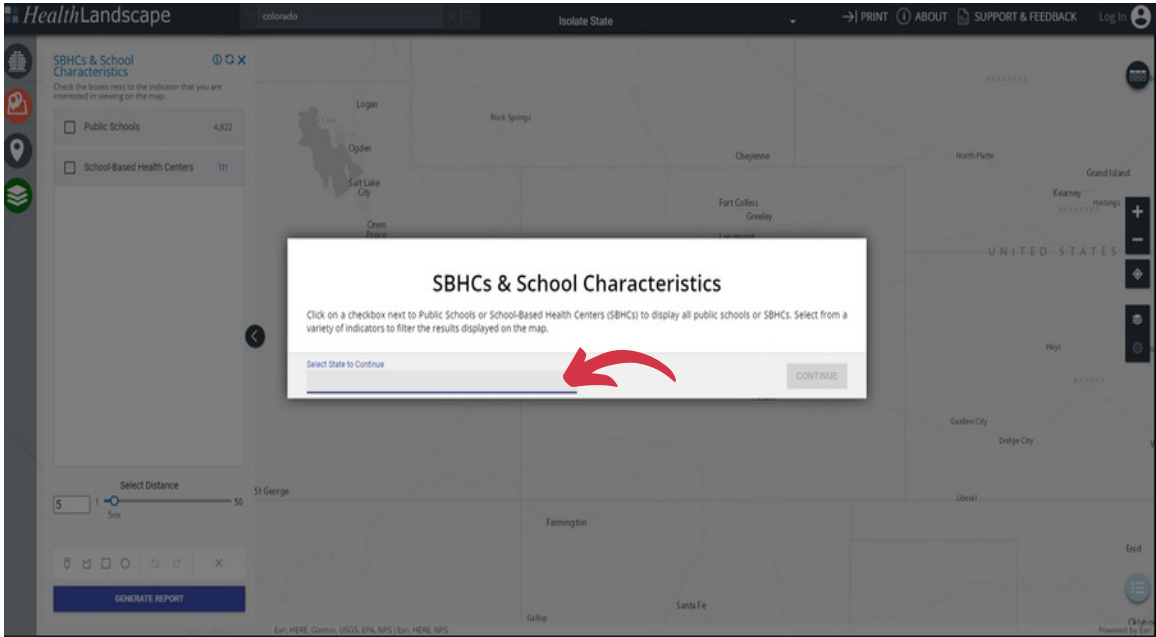 HealthLandscape
colorado
Isolate State
PRINT
ABOUT
SUPPORT & FEEDBACK
Log In
SBHCs & School
Characteristics
Check the boxes next to the indicator that you are
interested in viewing on the map.
Public Schools 4,822
School-Based Health Centers 111
Select Distance
5
1
50
5mi
GENERATE REPORT
SBHCs & School Characteristics
Click on a checkbox next to Public Schools or School-Based Health Centers (SBHCs) to display all public schools or SBHCs. Select from a
variety of indicators to filter the results displayed on the map.
Select State to Continue
CONTINUE
NEBRASKA
Logan
Rock Springs
UTAH
Ogden
Cheyenne
North Platte
Salt Lake
City
Grand Island
Kearney
Hastings
NEBRASKA
Fort Collins
Greeley
Orem
Provo
Longmont
UNITED STATES
Hays
KANSAS
Garden City
Dodge City
St George
Liberal
Farmington
Enid
Santa Fe
Gallup
Esri, HERE, Garmin, USGS, EPA, NPS | Esri, HERE, NPS
Powered by Esri